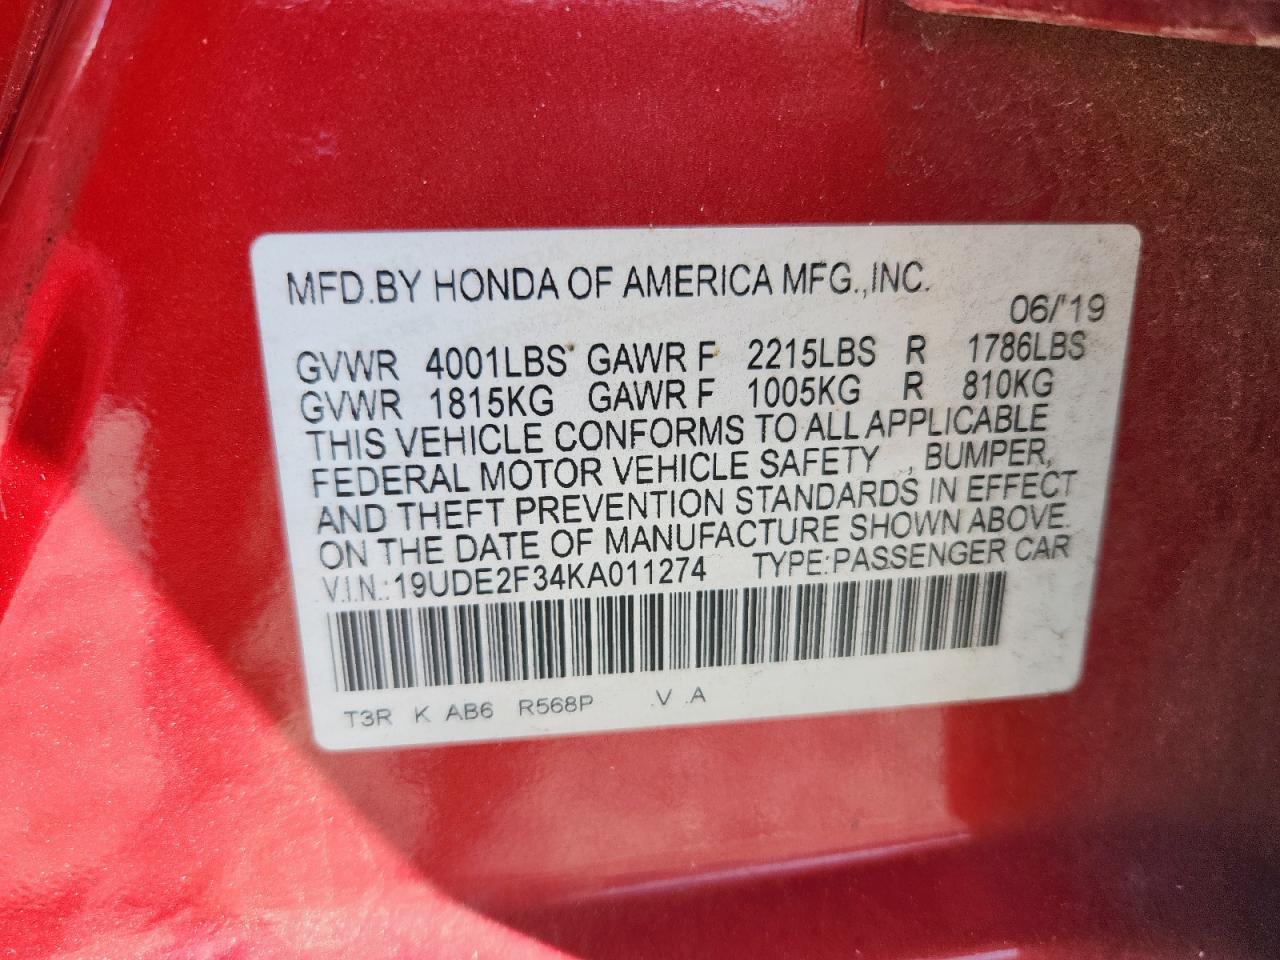 MFD.BY HONDA OF AMERICA MFG.,INC.
06/'19
GVWR 4001LBS GAWR F 2215LBS R 1786LBS
GVWR 1815KG GAWR F 1005KG R 810KG
THIS VEHICLE CONFORMS TO ALL APPLICABLE
FEDERAL MOTOR VEHICLE SAFETY , BUMPER,
AND THEFT PREVENTION STANDARDS IN EFFECT
ON THE DATE OF MANUFACTURE SHOWN ABOVE.
V.I.N.: 19UDE2F34KA011274 TYPE:PASSENGER CAR
T3R K AB6 R568P .V .A